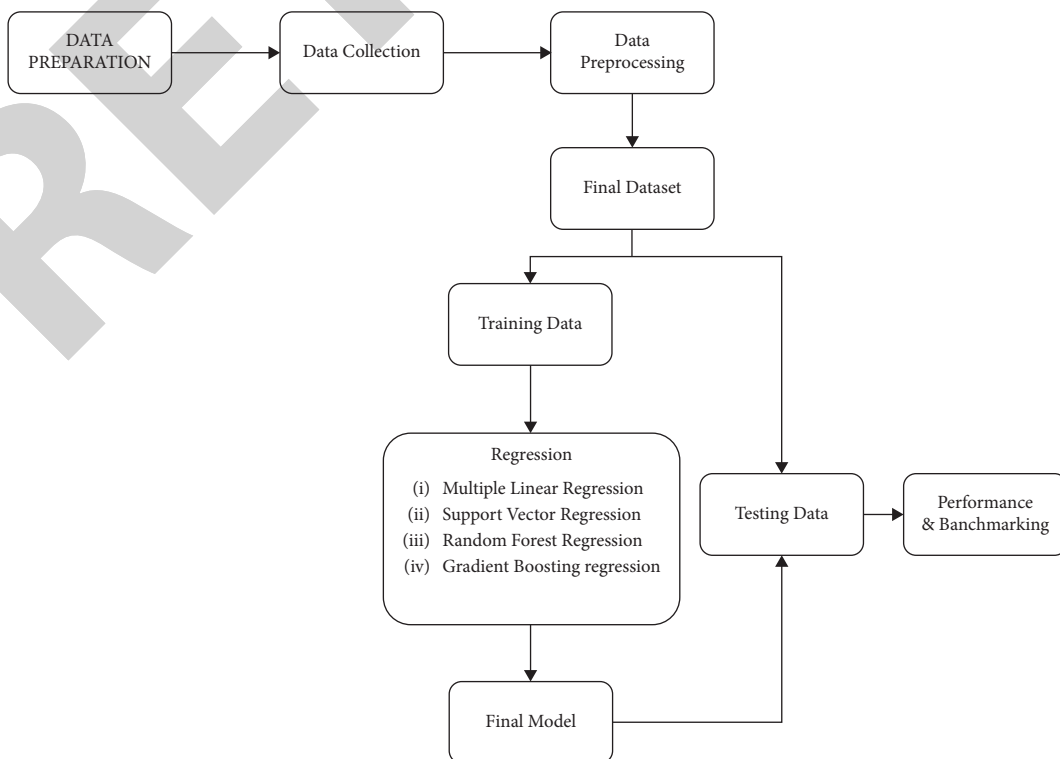 DATA
PREPARATION
Data Collection
Data
Preprocessing
Final Dataset
Training Data
Regression
(i) Multiple Linear Regression
(ii) Support Vector Regression
(iii) Random Forest Regression
(iv) Gradient Boosting regression
Testing Data
Performance
& Banchmarking
Final Model